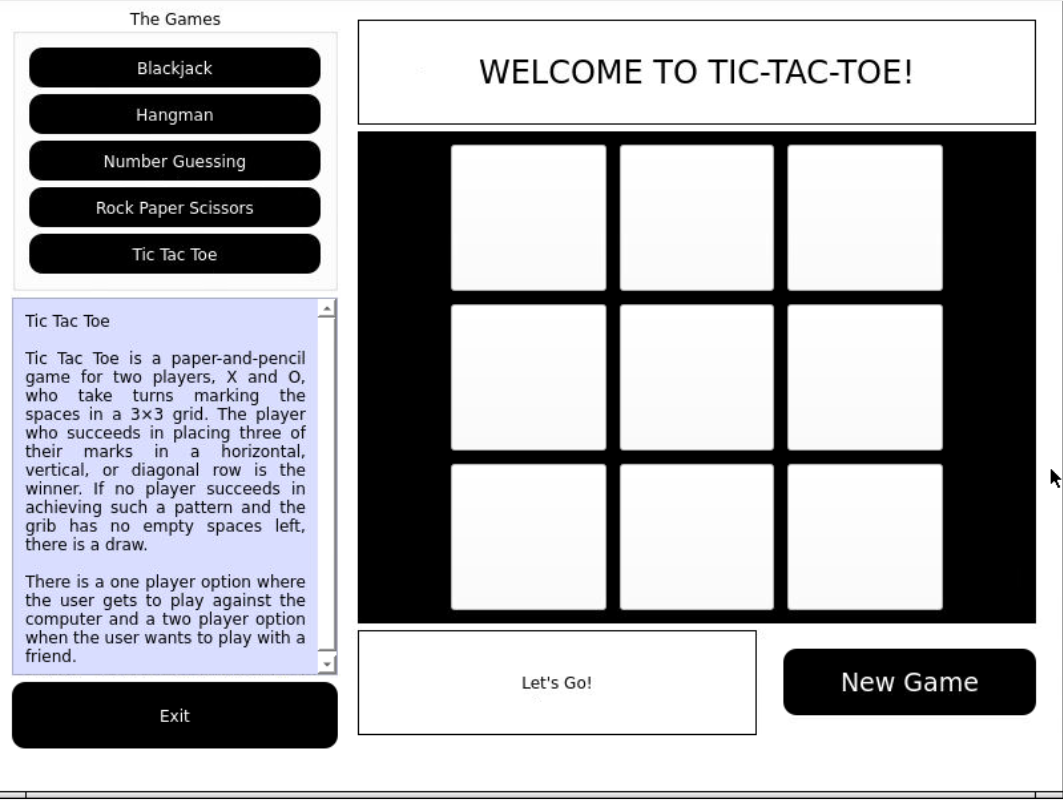 The Games
Blackjack
Hangman
Number Guessing
Rock Paper Scissors
Tic Tac Toe
Tic Tac Toe
Tic Tac Toe is a paper-and-pencil
game for two players, X and O,
who take turns marking the
spaces in a 3×3 grid. The player
who succeeds in placing three of
their marks in a horizontal,
vertical, or diagonal row is the
winner. If no player succeeds in
achieving such a pattern and the
grib has no empty spaces left,
there is a draw.
There is a one player option where
the user gets to play against the
computer and a two player option
when the user wants to play with a
friend.
Exit
WELCOME TO TIC-TAC-TOE!
Let's Go!
New Game